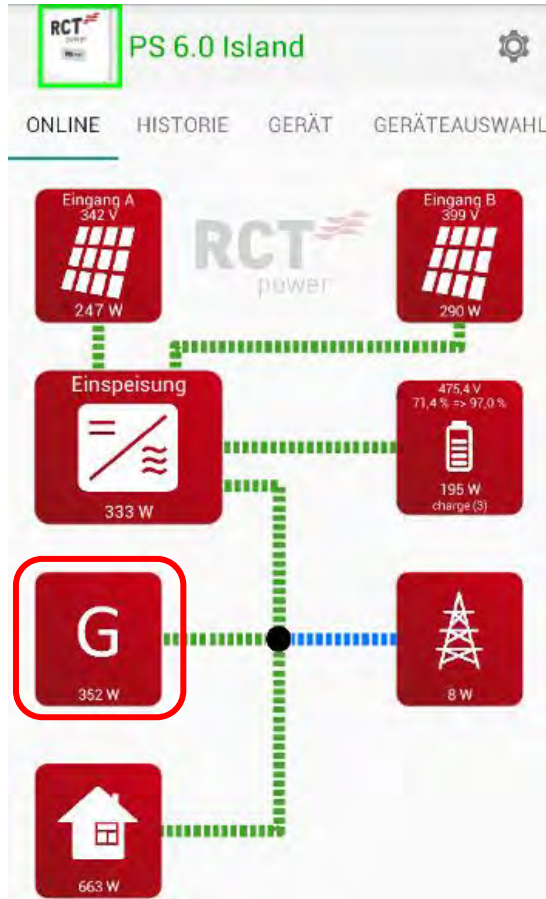 RCT
power
PS 6.0 Island
ONLINE HISTORIE GERÄT GERÄTEAUSWAHL
Eingang A
342 V
247 W
RCT
power
Eingang B
399 V
290 W
Einspeisung
333 W
475,4 V
71,4 % => 97,0 %
195 W
charge (3)
G
352 W
8 W
663 W